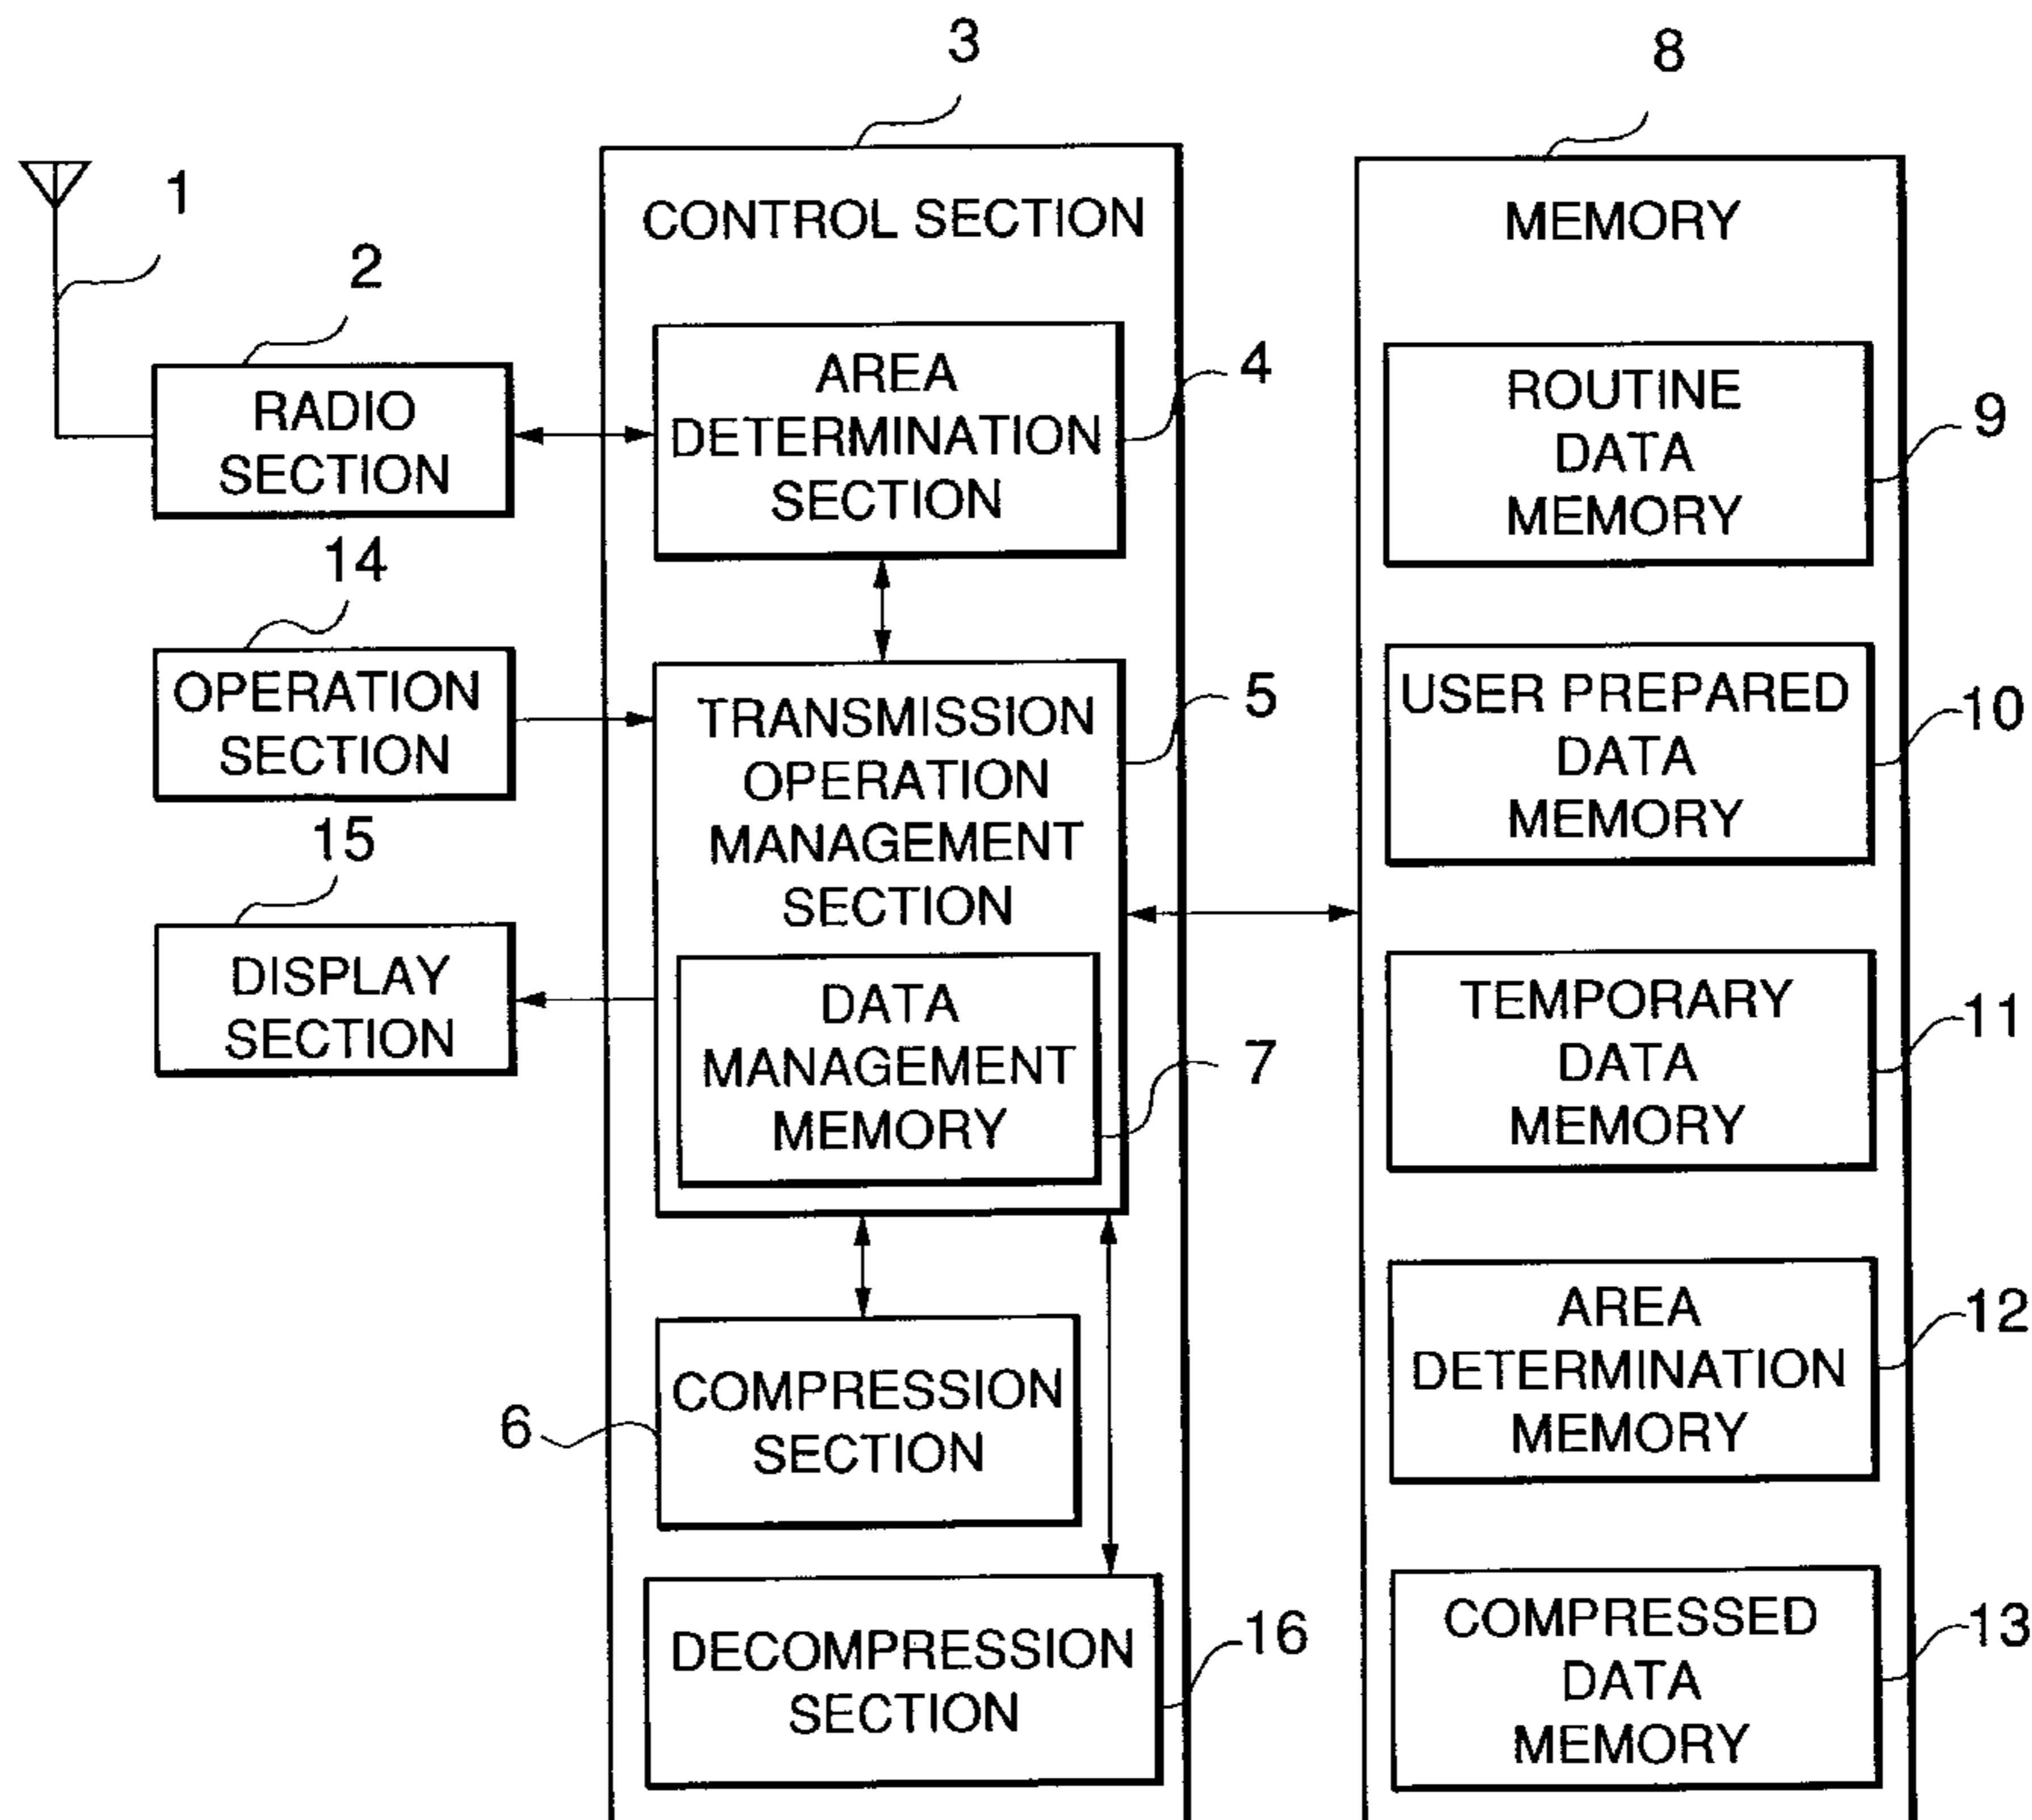 3
8
1
CONTROL SECTION
MEMORY
2
RADIO
SECTION
AREA
DETERMINATION
SECTION
4
ROUTINE
DATA
MEMORY
9
14
OPERATION
SECTION
TRANSMISSION
OPERATION
MANAGEMENT
SECTION
5
USER PREPARED
DATA
MEMORY
10
15
DISPLAY
SECTION
DATA
MANAGEMENT
MEMORY
7
TEMPORARY
DATA
MEMORY
11
6
COMPRESSION
SECTION
AREA
DETERMINATION
MEMORY
12
DECOMPRESSION
SECTION
16
COMPRESSED
DATA
MEMORY
13